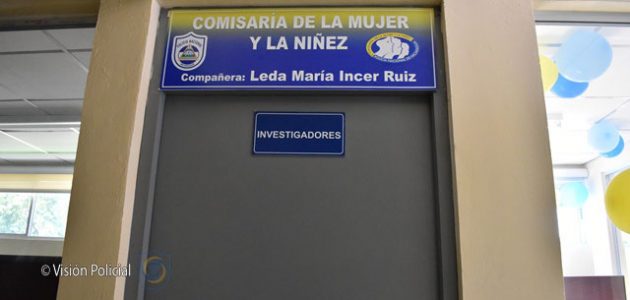 COMISARÍA DE LA MUJER
Y LA NIÑEZ
Compañera: Leda María Incer Ruiz
INVESTIGADORES
© Visión Policial